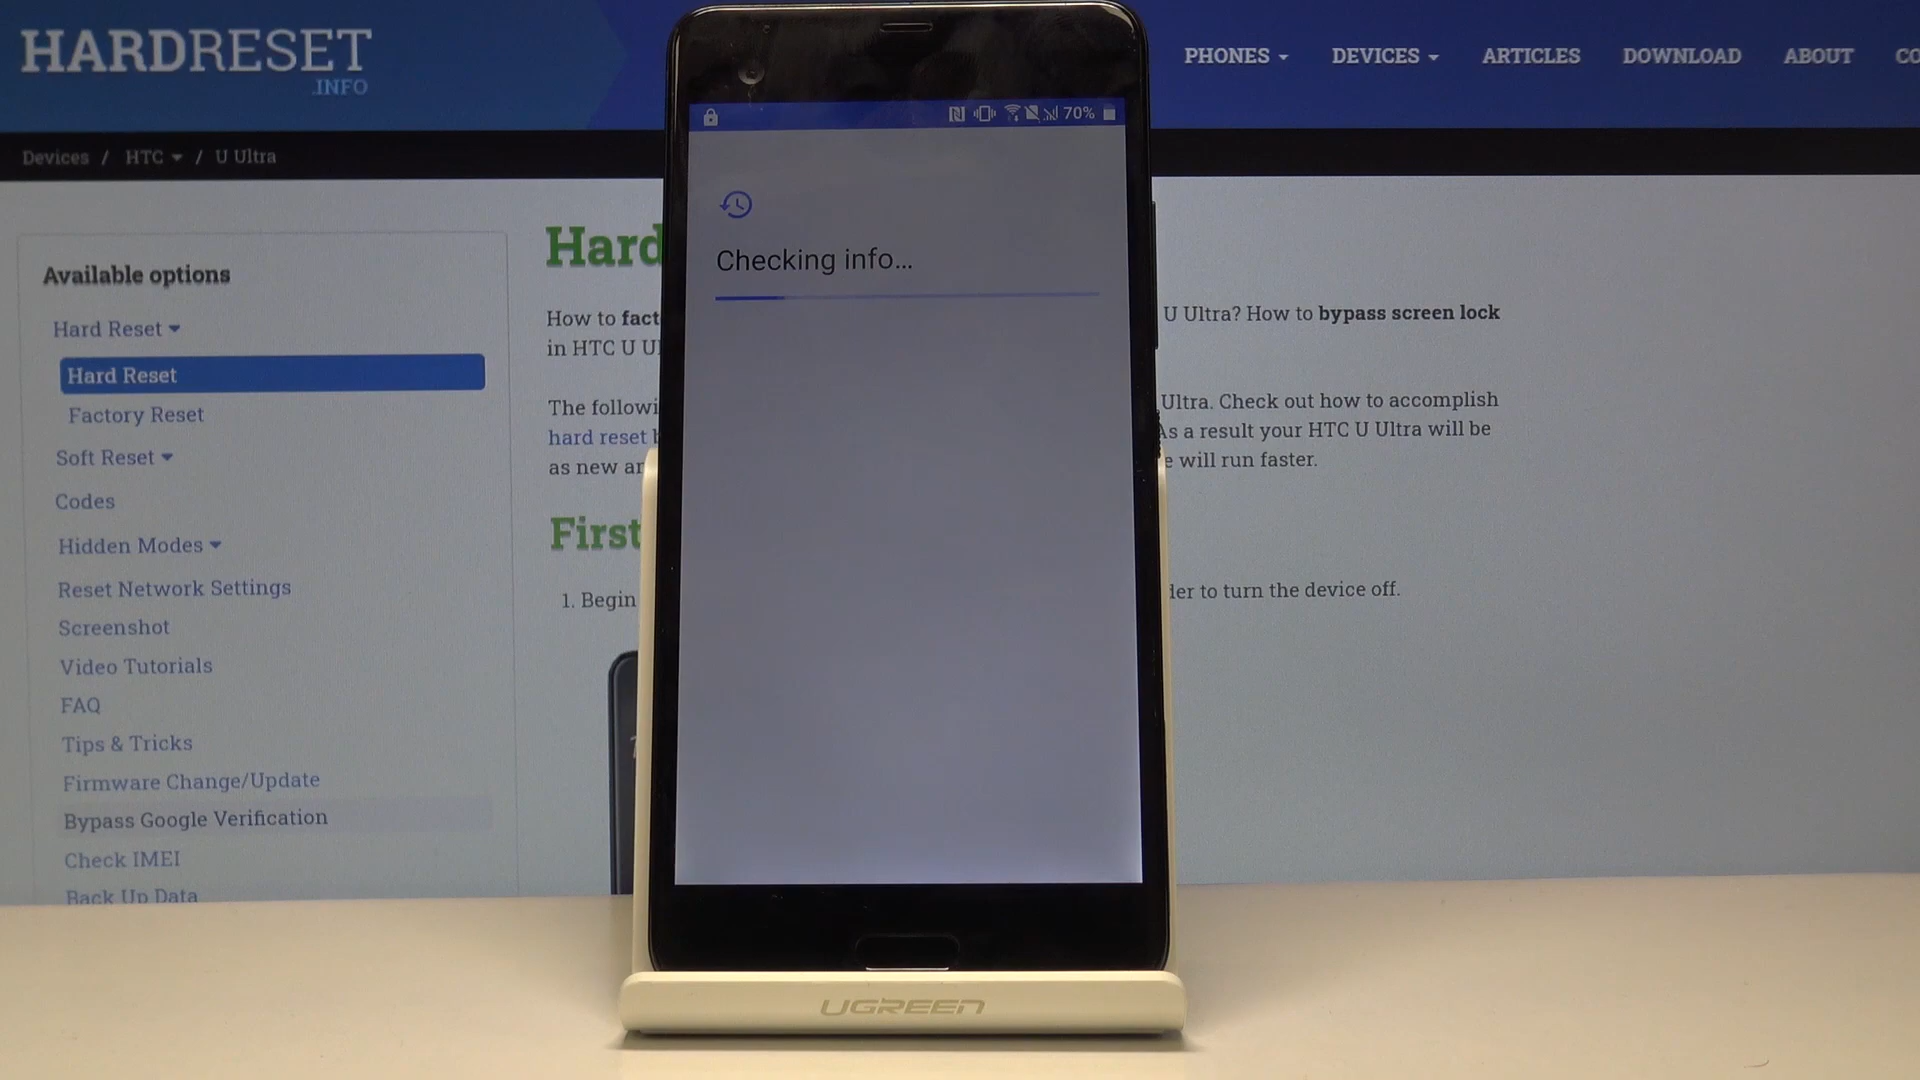 HARDRESET
.INFO
PHONES DEVICES ARTICLES DOWNLOAD ABOUT CO
Devices / HTC / U Ultra
70%
Checking info...
Available options
Hard Reset
Hard Reset
Factory Reset
Soft Reset
Codes
Hidden Modes
Reset Network Settings
Screenshot
Video Tutorials
FAQ
Tips & Tricks
Firmware Change/Update
Bypass Google Verification
Check IMEI
Back Up Data
Hard
How to fact U Ultra? How to bypass screen lock
in HTC U Ul
The followi Ultra. Check out how to accomplish
hard reset b As a result your HTC U Ultra will be
as new an e will run faster.
First
1. Begin der to turn the device off.
UGREEN